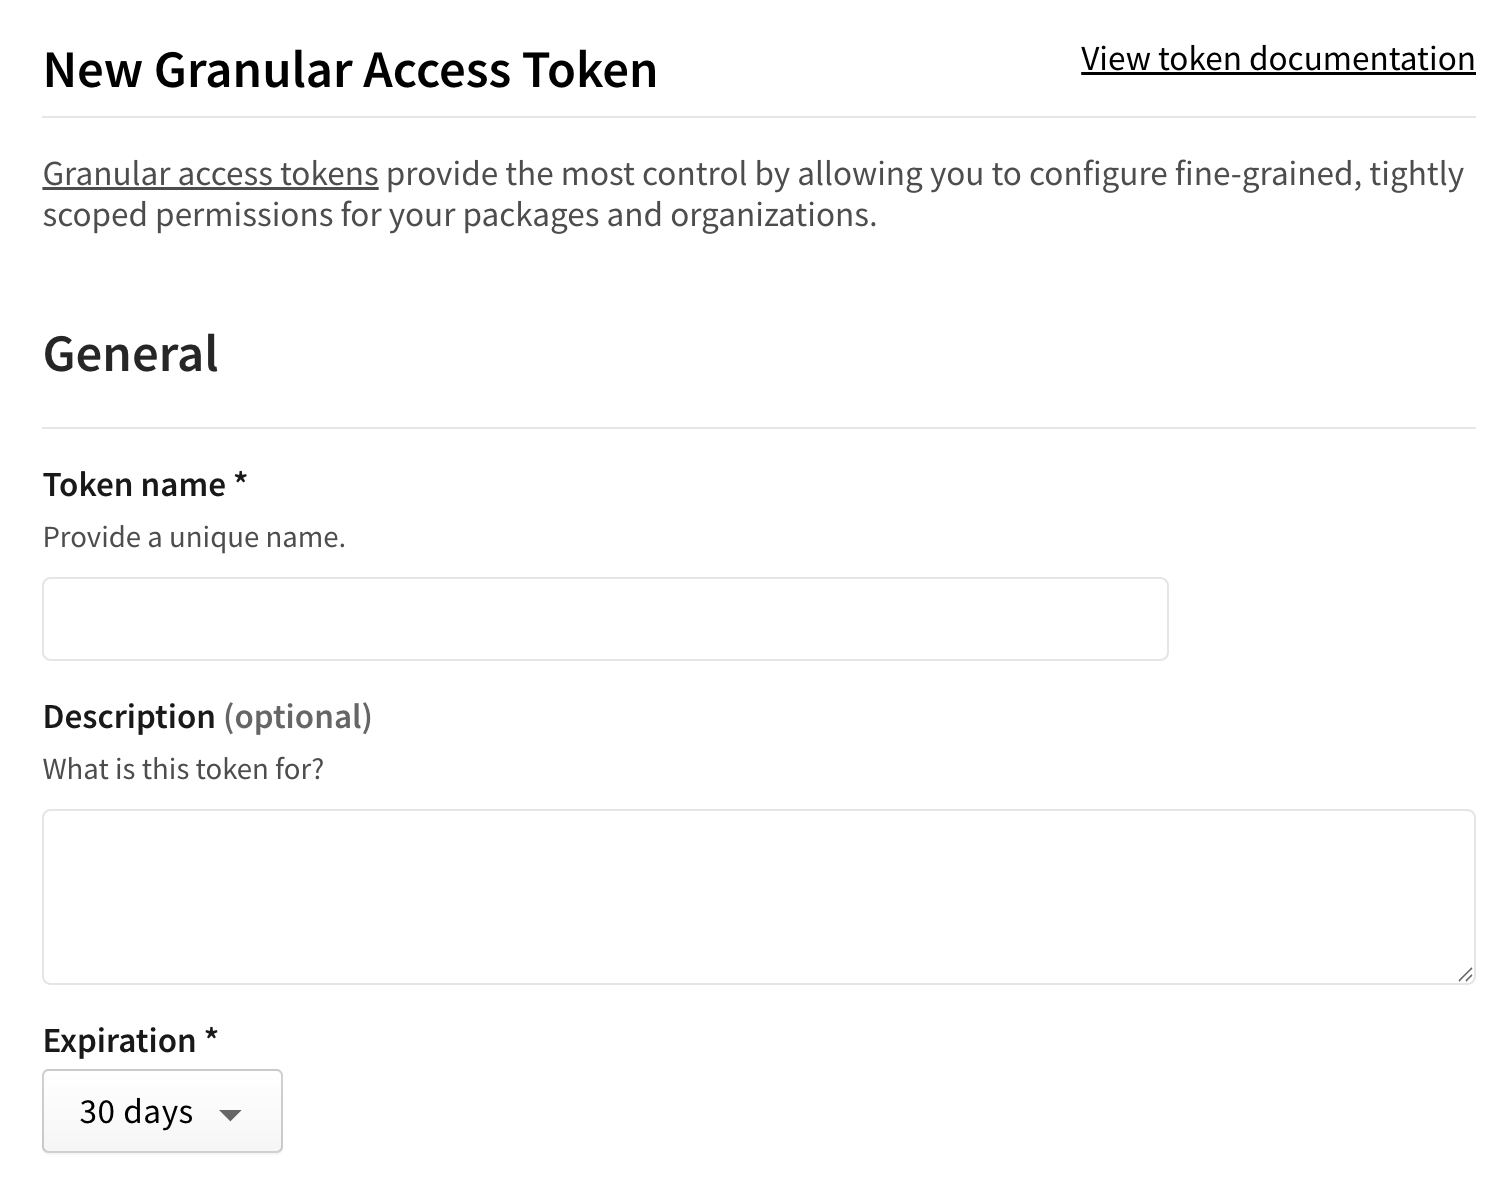 New Granular Access Token
View token documentation
Granular access tokens provide the most control by allowing you to configure fine-grained, tightly
scoped permissions for your packages and organizations.
General
Token name *
Provide a unique name.
Description (optional)
What is this token for?
Expiration *
30 days